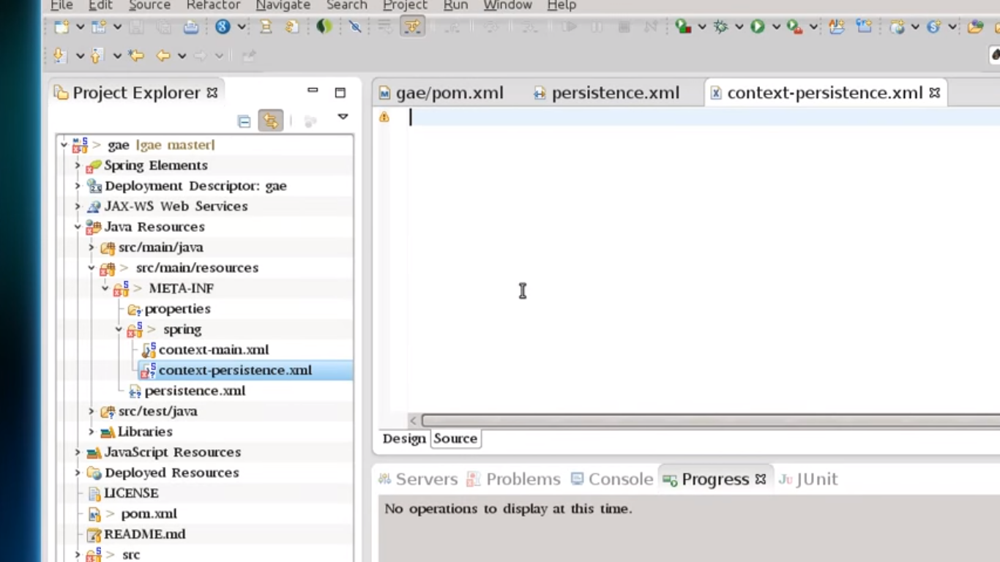 File Edit Source Refactor Navigate Search Project Run Window Help
Project Explorer
gae/pom.xml persistence.xml context-persistence.xml
> gae [gae master]
Spring Elements
Deployment Descriptor: gae
JAX-WS Web Services
Java Resources
src/main/java
> src/main/resources
> META-INF
properties
> spring
context-main.xml
context-persistence.xml
persistence.xml
src/test/java
Libraries
JavaScript Resources
Deployed Resources
LICENSE
> pom.xml
README.md
> src
Design Source
Servers Problems Console Progress JUnit
No operations to display at this time.